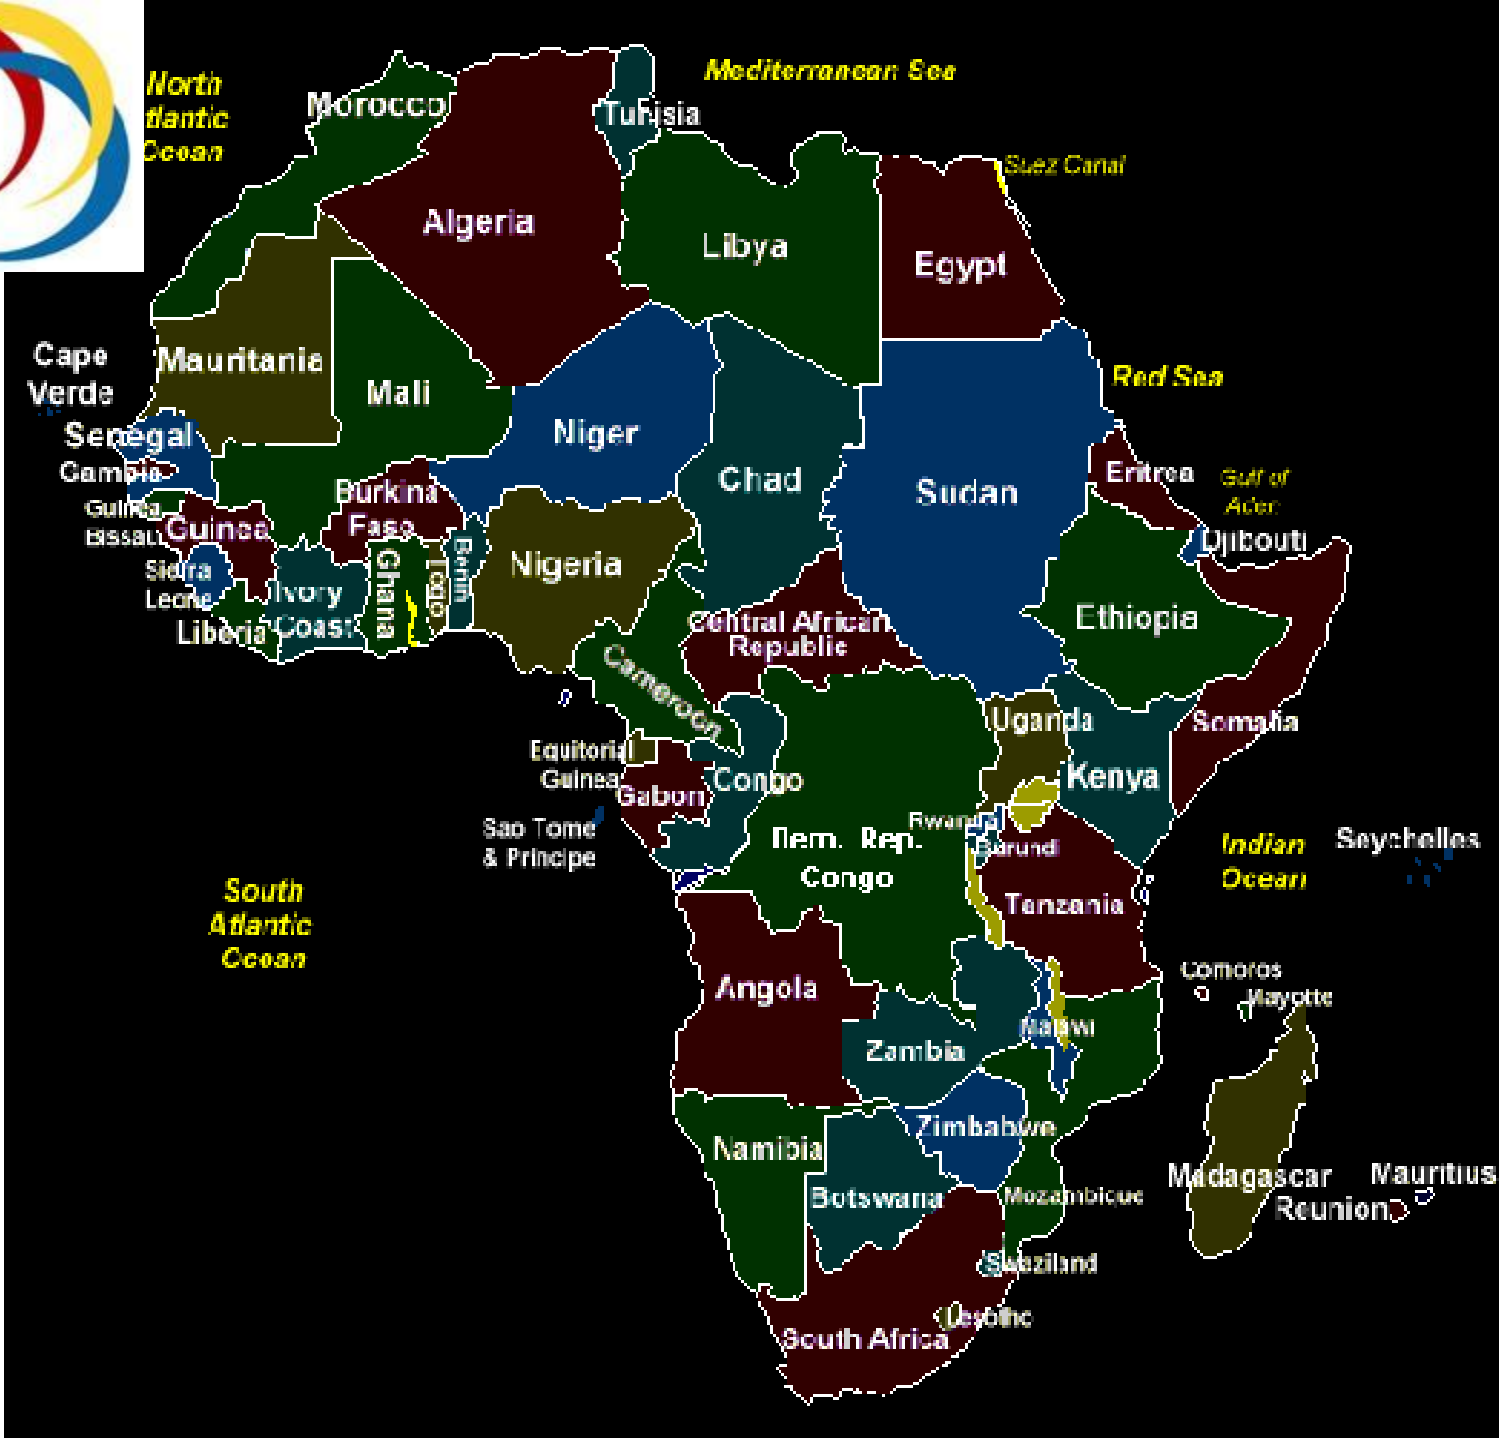 North
tlantic
Ocean
Mediterranean Sea
Morocco
Tunisia
Suez Canal
Algeria
Libya
Egypt
Cape
Verde
Mauritania
Mali
Niger
Chad
Sudan
Red Sea
Senegal
Gambia
Guinea
Bissau
Guinea
Burkina
Faso
Eritrea
Gulf of
Aden
Djibouti
Sierra
Leone
Liberia
Ivory
Coast
Ghana
Togo
Benin
Nigeria
Central African
Republic
Ethiopia
Cameroon
Uganda
Somalia
Equitorial
Guinea
Gabon
Congo
Kenya
Sao Tome
& Principe
Dem. Rep.
Congo
Rwanda
Burundi
Indian
Ocean
Seychelles
South
Atlantic
Ocean
Tanzania
Angola
Comoros
Mayotte
Zambia
Malawi
Namibia
Zimbabwe
Botswana
Mozambique
Madagascar
Mauritius
Reunion
Swaziland
Lesotho
South Africa